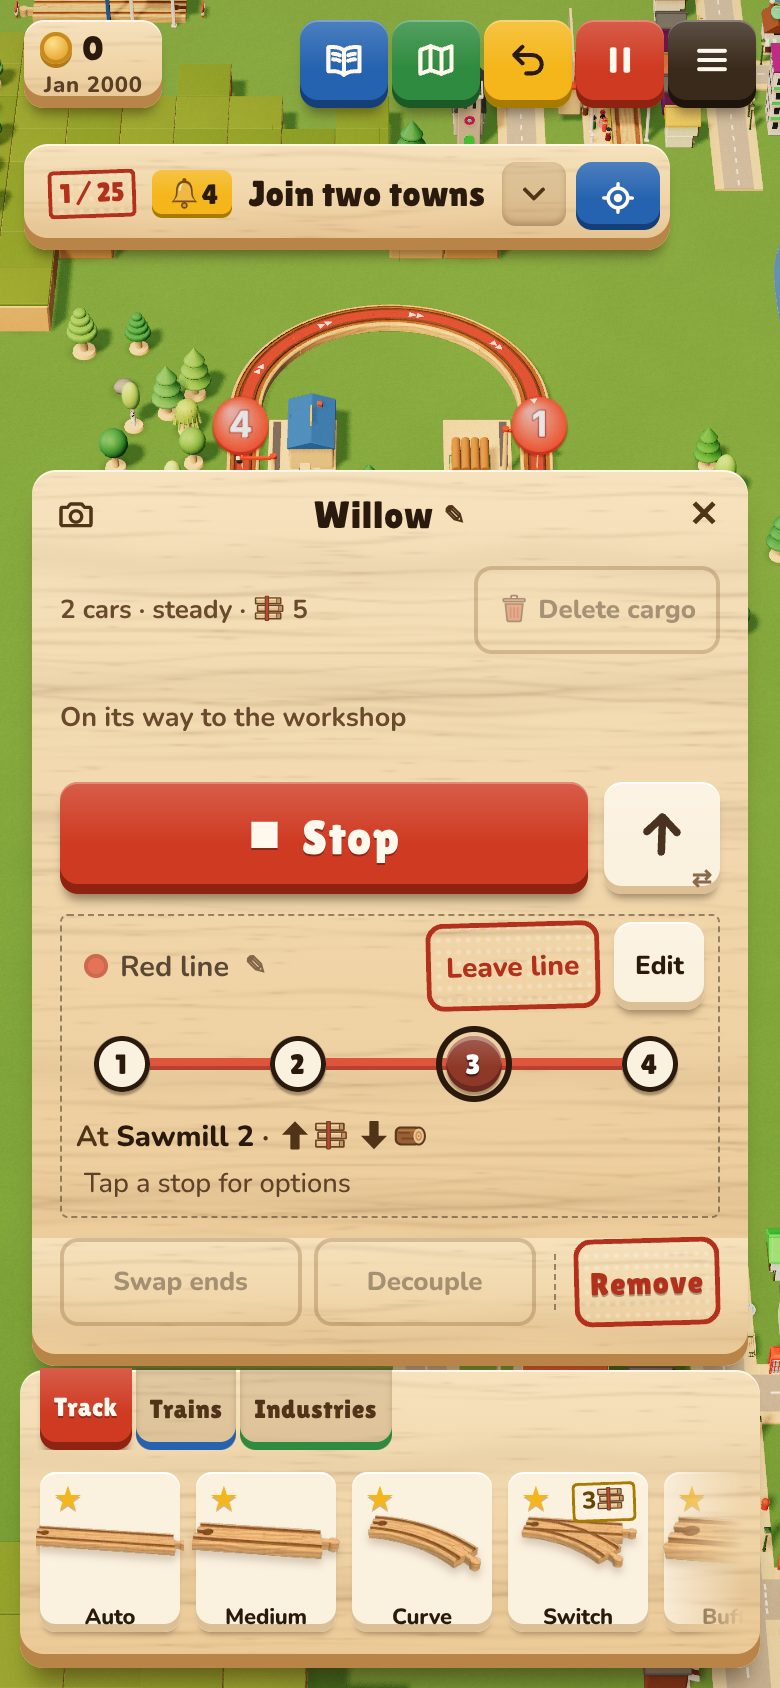 0
Jan 2000
1/25
4
Join two towns
4
1
Willow
2 cars · steady · 5
Delete cargo
On its way to the workshop
Stop
Red line
Leave line
Edit
1 2 3 4
At Sawmill 2 ·
Tap a stop for options
Swap ends
Decouple
Remove
Track
Trains
Industries
3
Auto
Medium
Curve
Switch